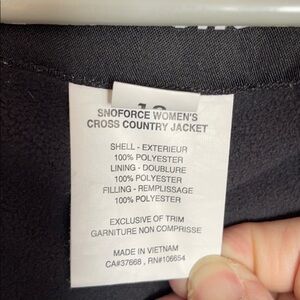 SNOFORCE WOMEN'S
CROSS COUNTRY JACKET
SHELL - EXTERIEUR
100% POLYESTER
LINING - DOUBLURE
100% POLYESTER
FILLING - REMPLISSAGE
100% POLYESTER
EXCLUSIVE OF TRIM
GARNITURE NON COMPRISE
MADE IN VIETNAM
CA#37668 , RN#106654